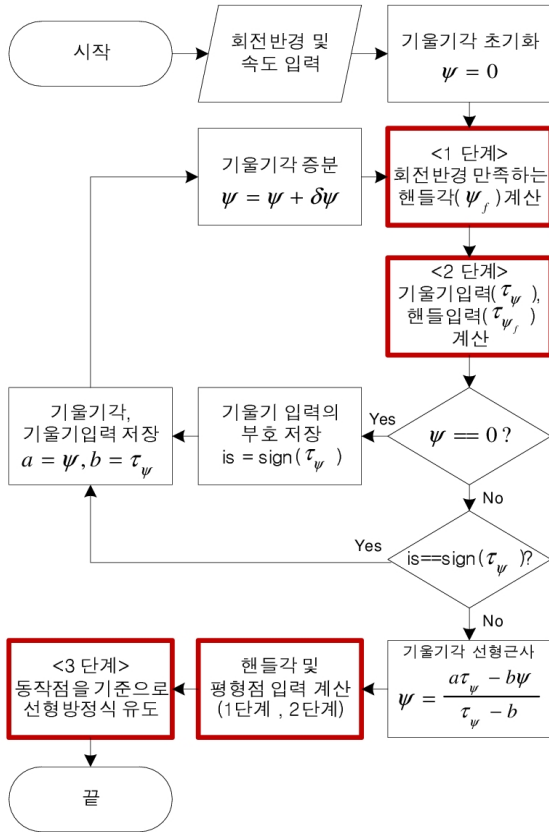 시작
회전반경 및
속도 입력
기울기각 초기화
ψ = 0
기울기각 증분
ψ = ψ + δψ
<1 단계>
회전반경 만족하는
핸들각(ψ_f) 계산
<2 단계>
기울기입력(τ_ψ),
핸들입력(τ_ψ_f)
계산
기울기각,
기울기입력 저장
a = ψ, b = τ_ψ
기울기 입력의
부호 저장
is = sign(τ_ψ)
Yes
ψ == 0 ?
No
Yes
is==sign(τ_ψ)?
No
<3 단계>
동작점을 기준으로
선형방정식 유도
핸들각 및
평형점 입력 계산
(1단계 , 2단계)
기울기각 선형근사
ψ = (aτ_ψ − bψ) / (τ_ψ − b)
끝